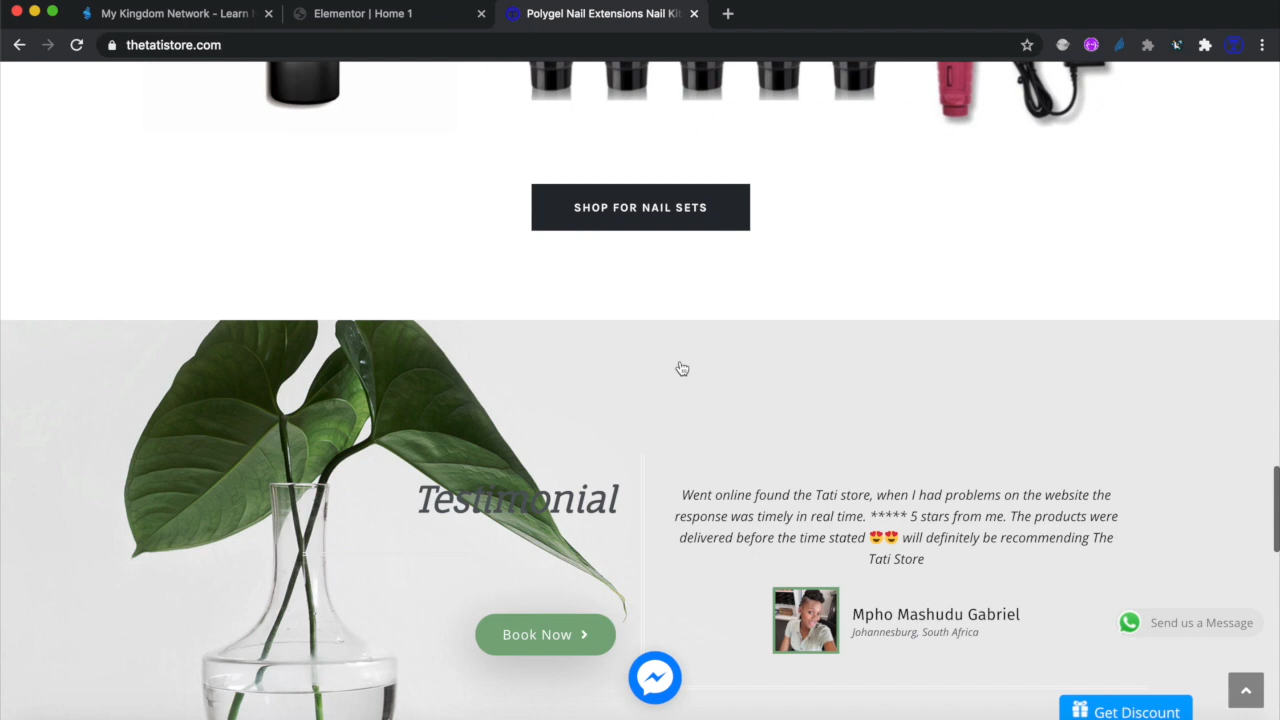 My Kingdom Network - Learn
Elementor | Home 1
Polygel Nail Extensions Nail Kit
thetatistore.com
SHOP FOR NAIL SETS
Testimonial
Went online found the Tati store, when I had problems on the website the
response was timely in real time. ***** 5 stars from me. The products were
delivered before the time stated 😍😍 will definitely be recommending The
Tati Store
Mpho Mashudu Gabriel
Johannesburg, South Africa
Book Now
Send us a Message
Get Discount